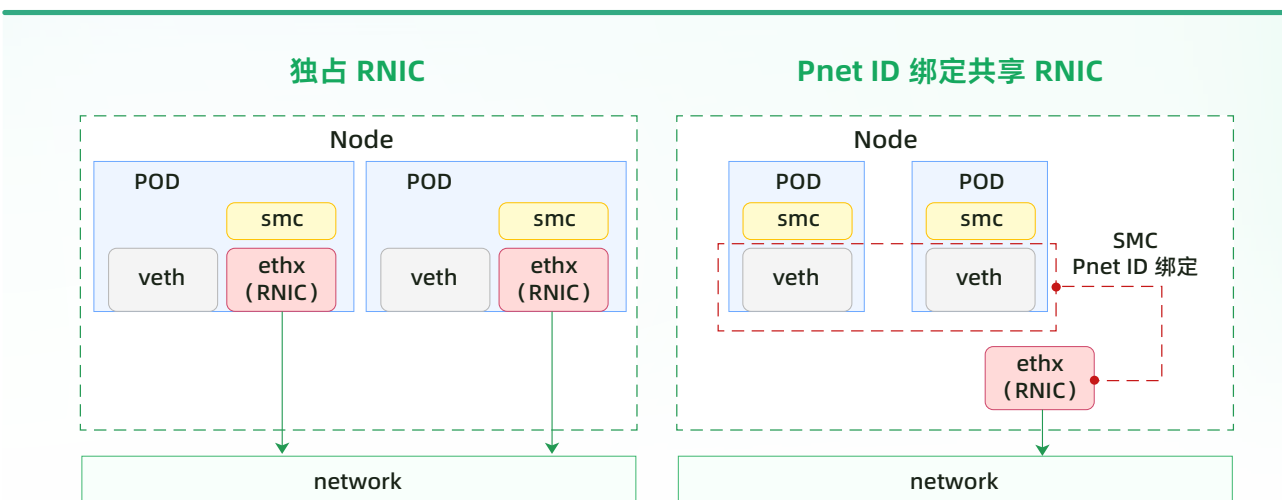 独占 RNIC
Node
POD
smc
veth
ethx
（RNIC）
POD
smc
veth
ethx
（RNIC）
network
Pnet ID 绑定共享 RNIC
Node
POD
smc
veth
POD
smc
veth
SMC
Pnet ID 绑定
ethx
（RNIC）
network